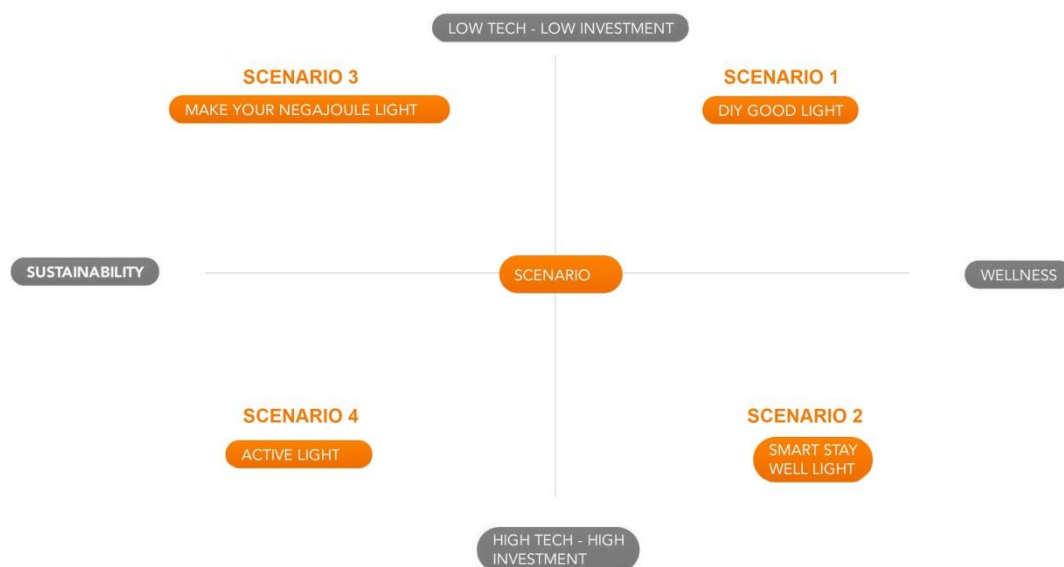 LOW TECH - LOW INVESTMENT
SCENARIO 3
MAKE YOUR NEGAJOULE LIGHT
SCENARIO 1
DIY GOOD LIGHT
SUSTAINABILITY
SCENARIO
WELLNESS
SCENARIO 4
ACTIVE LIGHT
SCENARIO 2
SMART STAY
WELL LIGHT
HIGH TECH - HIGH
INVESTMENT